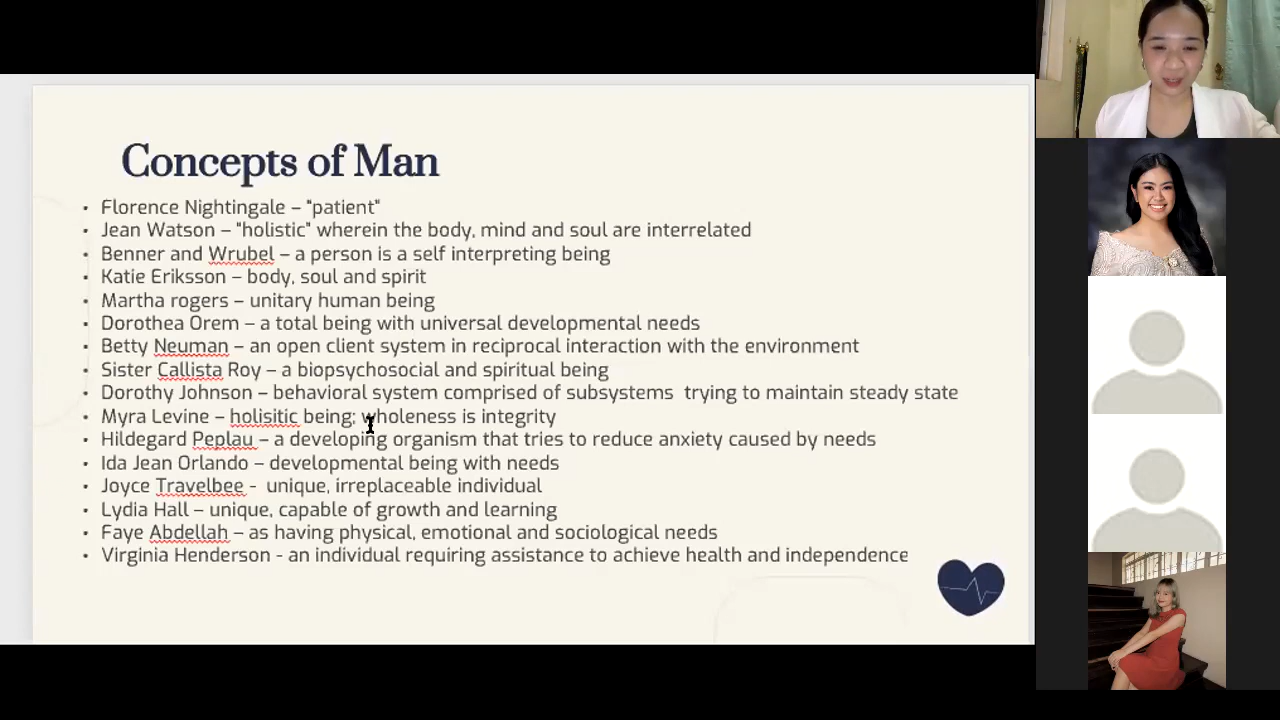 Concepts of Man
• Florence Nightingale – "patient"
• Jean Watson – "holistic" wherein the body, mind and soul are interrelated
• Benner and Wrubel – a person is a self interpreting being
• Katie Eriksson – body, soul and spirit
• Martha rogers – unitary human being
• Dorothea Orem – a total being with universal developmental needs
• Betty Neuman – an open client system in reciprocal interaction with the environment
• Sister Callista Roy – a biopsychosocial and spiritual being
• Dorothy Johnson – behavioral system comprised of subsystems  trying to maintain steady state
• Myra Levine – holisitic being; wholeness is integrity
• Hildegard Peplau – a developing organism that tries to reduce anxiety caused by needs
• Ida Jean Orlando – developmental being with needs
• Joyce Travelbee -  unique, irreplaceable individual
• Lydia Hall – unique, capable of growth and learning
• Faye Abdellah – as having physical, emotional and sociological needs
• Virginia Henderson - an individual requiring assistance to achieve health and independence